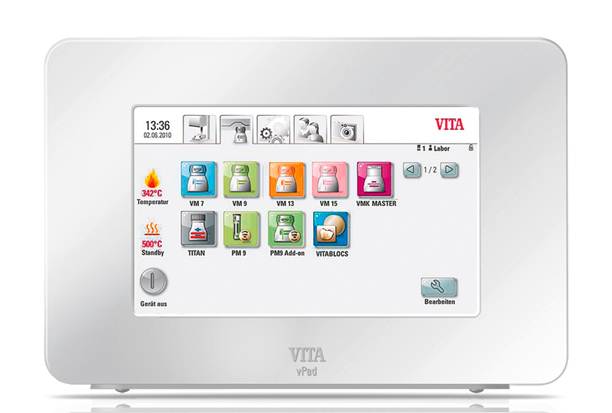 13:36
02.06.2010
VITA
1 Labor
342°C
Temperatur
VM 7
VM 9
VM 13
VM 15
VMK MASTER
1/2
500°C
Standby
TITAN
PM 9
PM9 Add-on
VITABLOCS
Gerät aus
Bearbeiten
VITA
vPad